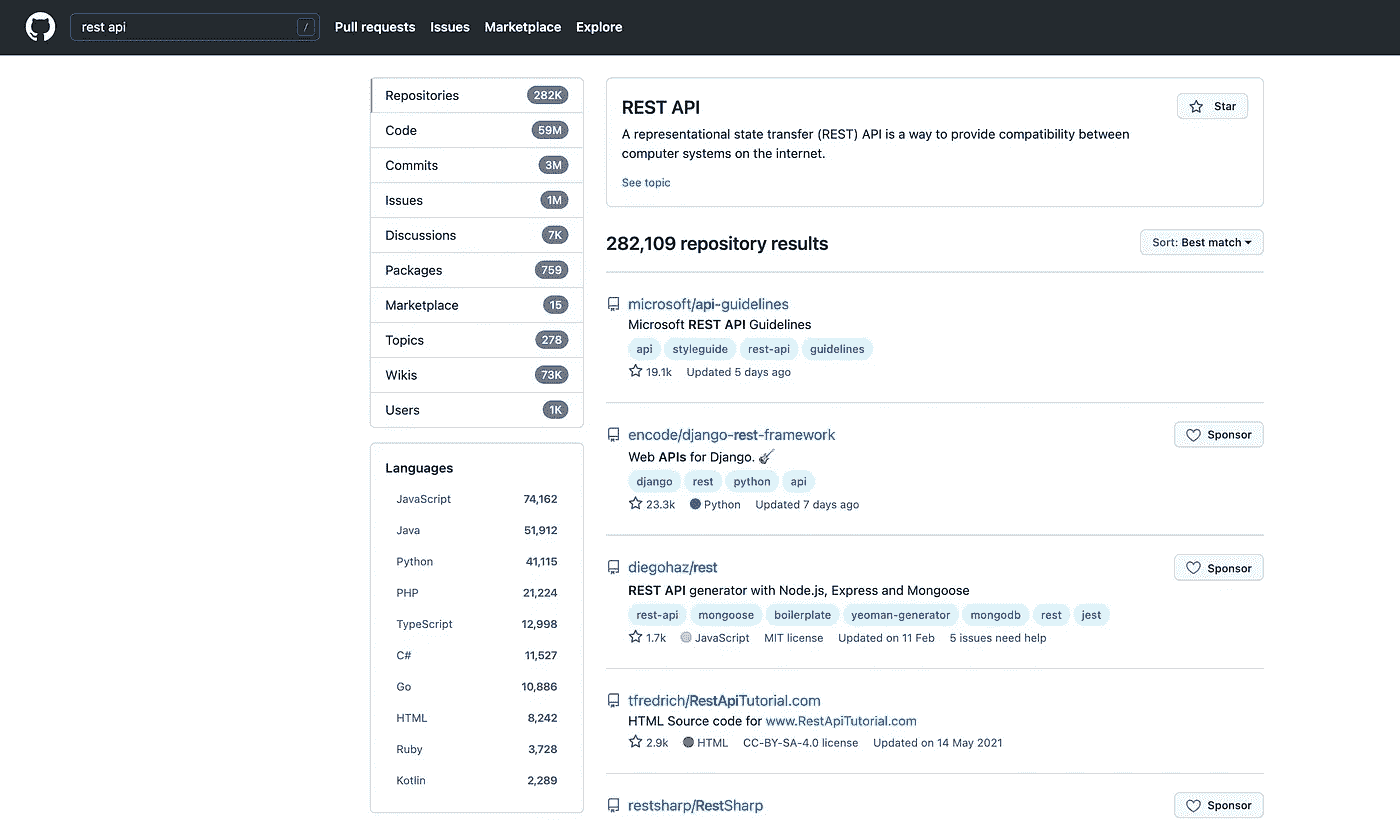 rest api /
Pull requests Issues Marketplace Explore
Repositories 282K
Code 59M
Commits 3M
Issues 1M
Discussions 7K
Packages 759
Marketplace 15
Topics 278
Wikis 73K
Users 1K
Languages
JavaScript 74,162
Java 51,912
Python 41,115
PHP 21,224
TypeScript 12,998
C# 11,527
Go 10,886
HTML 8,242
Ruby 3,728
Kotlin 2,289
REST API
Star
A representational state transfer (REST) API is a way to provide compatibility between
computer systems on the internet.
See topic
282,109 repository results
Sort: Best match
microsoft/api-guidelines
Microsoft REST API Guidelines
api styleguide rest-api guidelines
19.1k Updated 5 days ago
encode/django-rest-framework
Sponsor
Web APIs for Django. 🎸
django rest python api
23.3k Python Updated 7 days ago
diegohaz/rest
Sponsor
REST API generator with Node.js, Express and Mongoose
rest-api mongoose boilerplate yeoman-generator mongodb rest jest
1.7k JavaScript MIT license Updated on 11 Feb 5 issues need help
tfredrich/RestApiTutorial.com
HTML Source code for www.RestApiTutorial.com
2.9k HTML CC-BY-SA-4.0 license Updated on 14 May 2021
restsharp/RestSharp
Sponsor